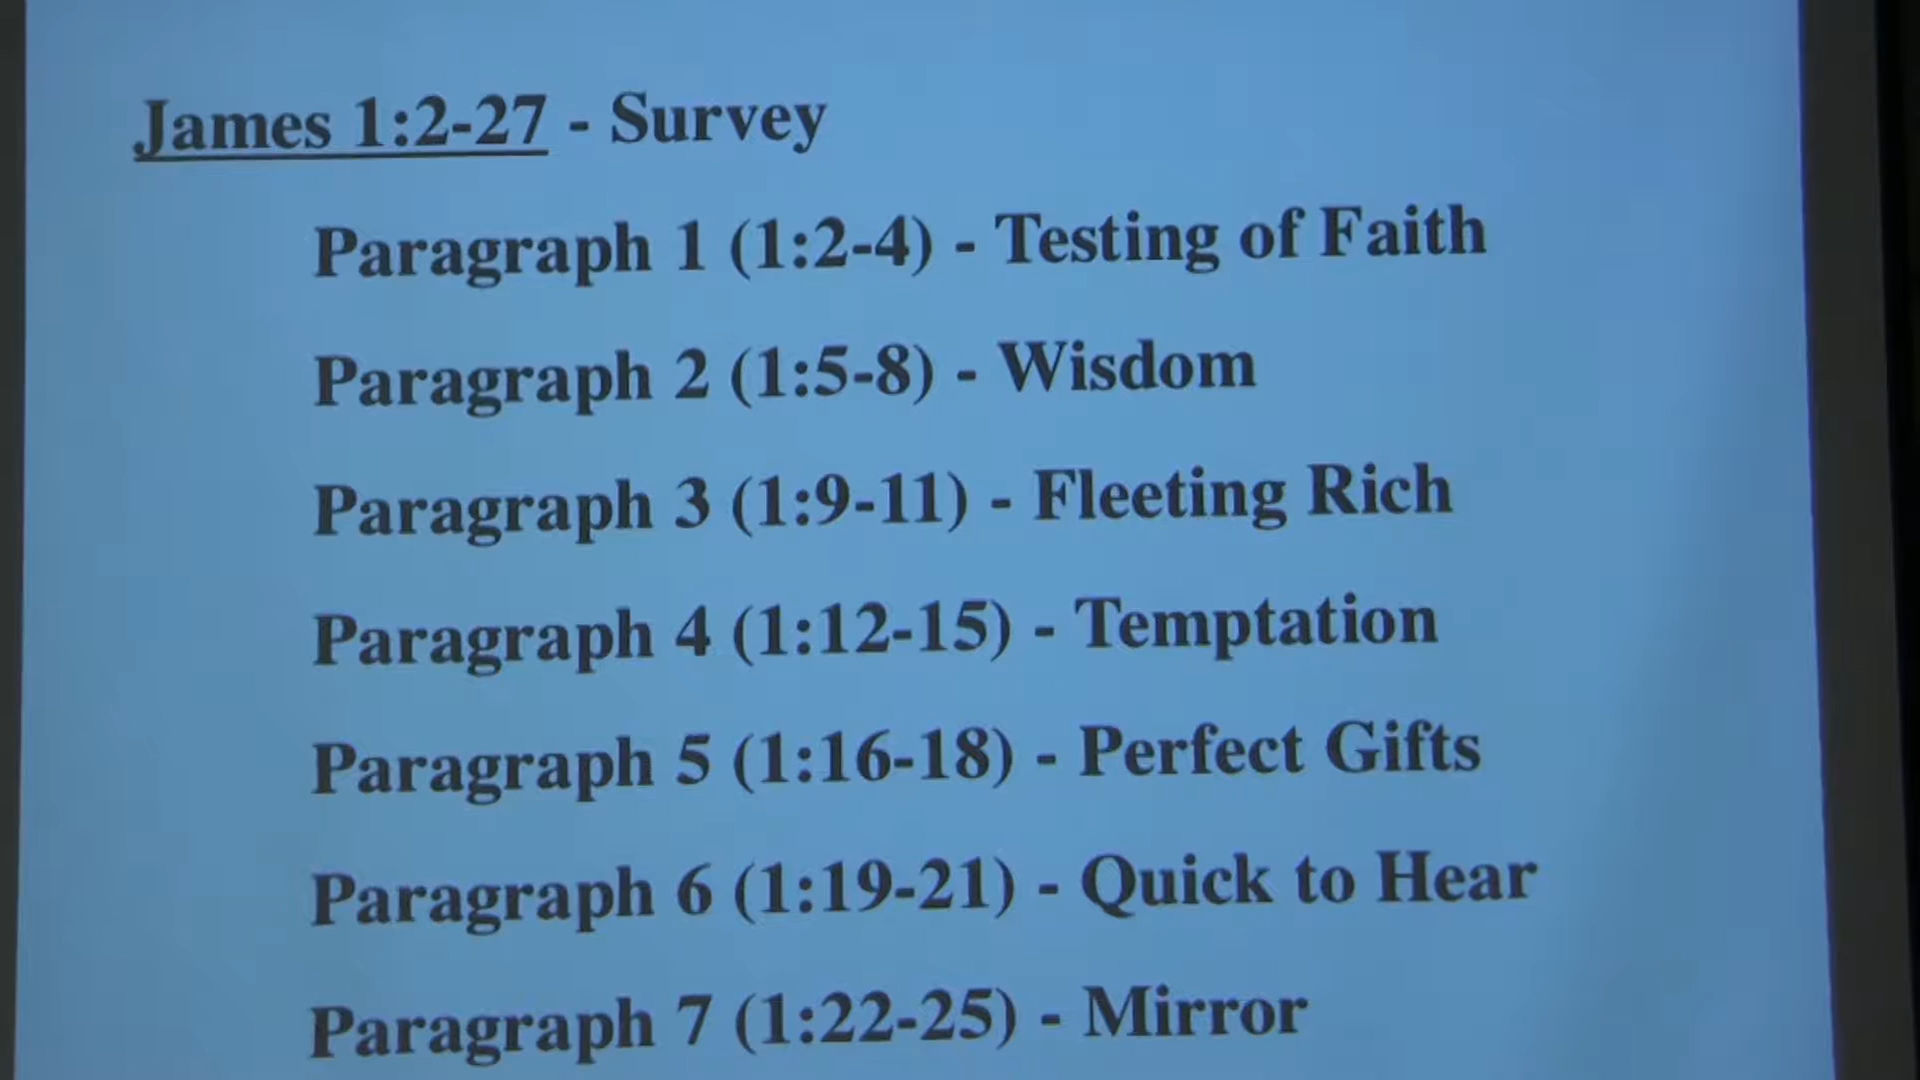 James 1:2-27 - Survey
Paragraph 1 (1:2-4) - Testing of Faith
Paragraph 2 (1:5-8) - Wisdom
Paragraph 3 (1:9-11) - Fleeting Rich
Paragraph 4 (1:12-15) - Temptation
Paragraph 5 (1:16-18) - Perfect Gifts
Paragraph 6 (1:19-21) - Quick to Hear
Paragraph 7 (1:22-25) - Mirror